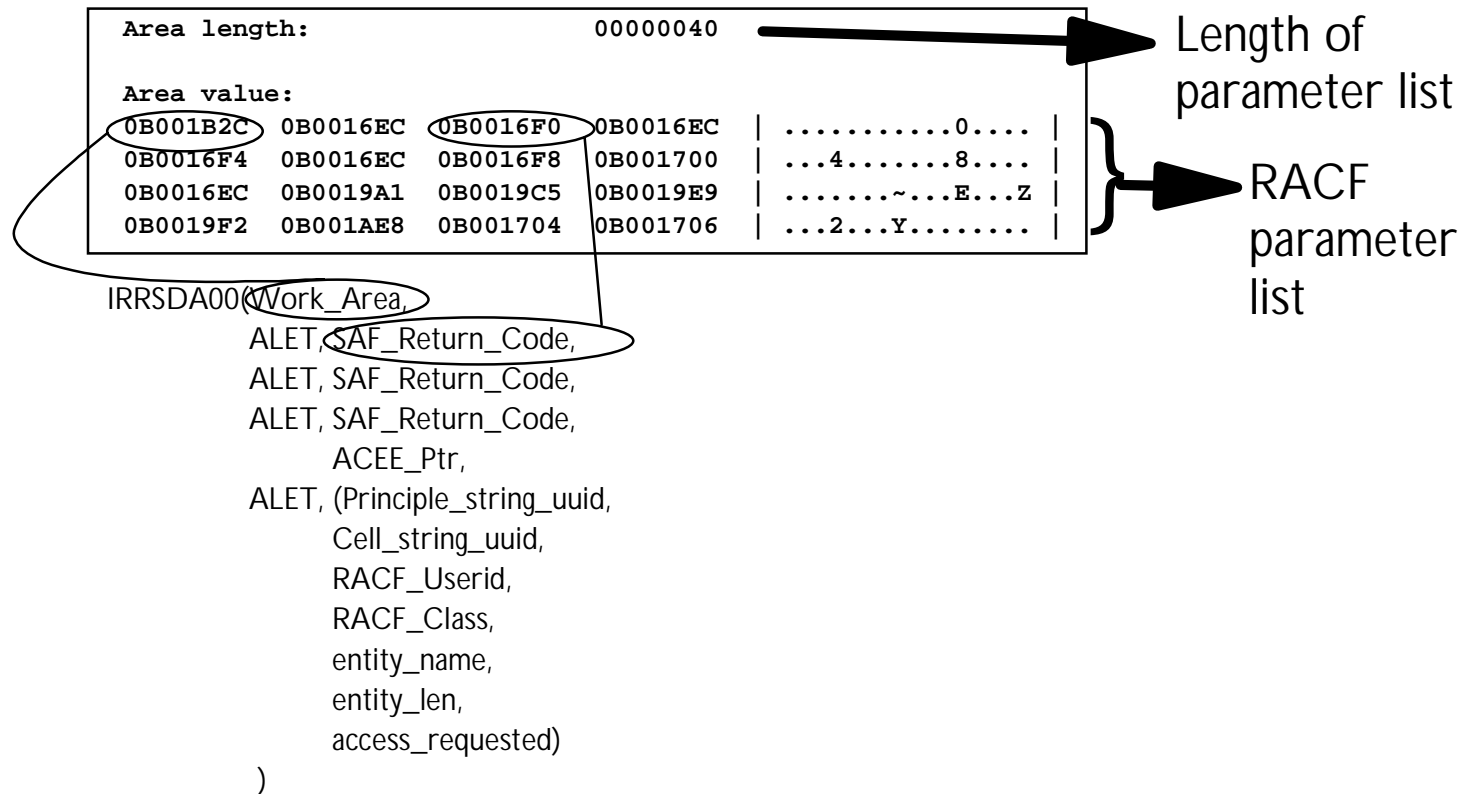 Area length: 00000040
Length of
parameter list
Area value:
0B001B2C 0B0016EC 0B0016F0 0B0016EC | ...........0.... |
0B0016F4 0B0016EC 0B0016F8 0B001700 | ...4.......8.... |
0B0016EC 0B0019A1 0B0019C5 0B0019E9 | .......~...E...Z |
0B0019F2 0B001AE8 0B001704 0B001706 | ...2...Y........ |
RACF
parameter
list
IRRSDA00(Work_Area,
ALET, SAF_Return_Code,
ALET, SAF_Return_Code,
ALET, SAF_Return_Code,
ACEE_Ptr,
ALET, (Principle_string_uuid,
Cell_string_uuid,
RACF_Userid,
RACF_Class,
entity_name,
entity_len,
access_requested)
)